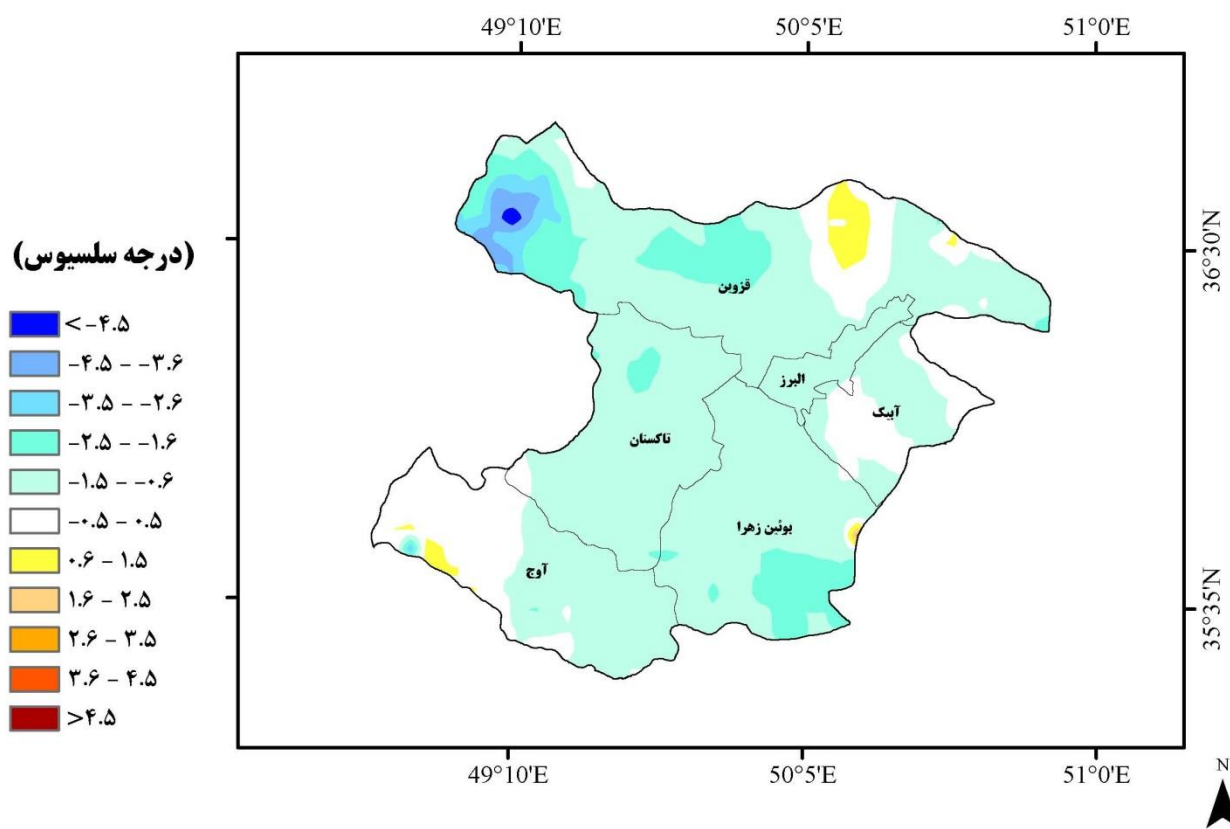 49°10'E 50°5'E 51°0'E
(درجه سلسیوس)
< -۴.۵
-۴.۵ - -۳.۶
-۳.۵ - -۲.۶
-۲.۵ - -۱.۶
-۱.۵ - -۰.۶
-۰.۵ - ۰.۵
۰.۶ - ۱.۵
۱.۶ - ۲.۵
۲.۶ - ۳.۵
۳.۶ - ۴.۵
>۴.۵
قزوین
البرز
آبیک
تاکستان
بوئین زهرا
آوج
36°30'N
35°35'N
49°10'E 50°5'E 51°0'E
N